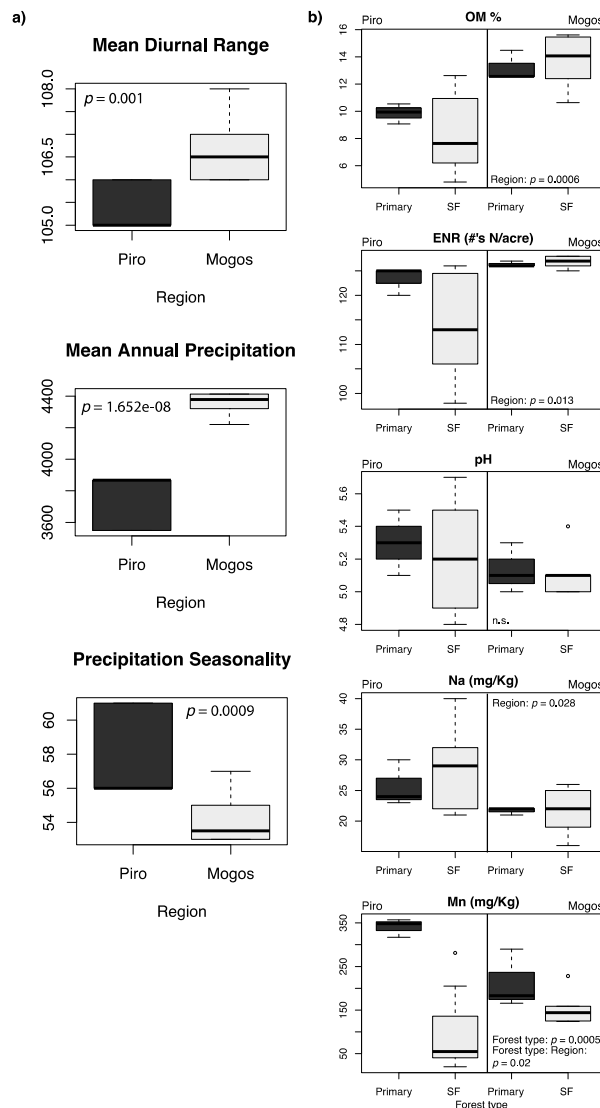 a)
Mean Diurnal Range
108.0
106.5
105.0
p = 0.001
Piro Mogos
Region
Mean Annual Precipitation
4400
4000
3600
p = 1.652e-08
Piro Mogos
Region
Precipitation Seasonality
60
58
56
54
p = 0.0009
Piro Mogos
Region
b)
Piro OM % Mogos
16
14
12
10
8
6
Region: p = 0.0006
Primary SF Primary SF
Piro ENR (#'s N/acre) Mogos
120
110
100
Region: p = 0.013
Primary SF Primary SF
Piro pH Mogos
5.6
5.4
5.2
5.0
4.8
n.s.
Primary SF Primary SF
Piro Na (mg/Kg) Mogos
40
35
30
25
20
Region: p = 0.028
Primary SF Primary SF
Piro Mn (mg/Kg) Mogos
350
250
150
50
Forest type: p = 0,0005
Forest type: Region:
p = 0.02
Primary SF Primary SF
Forest type